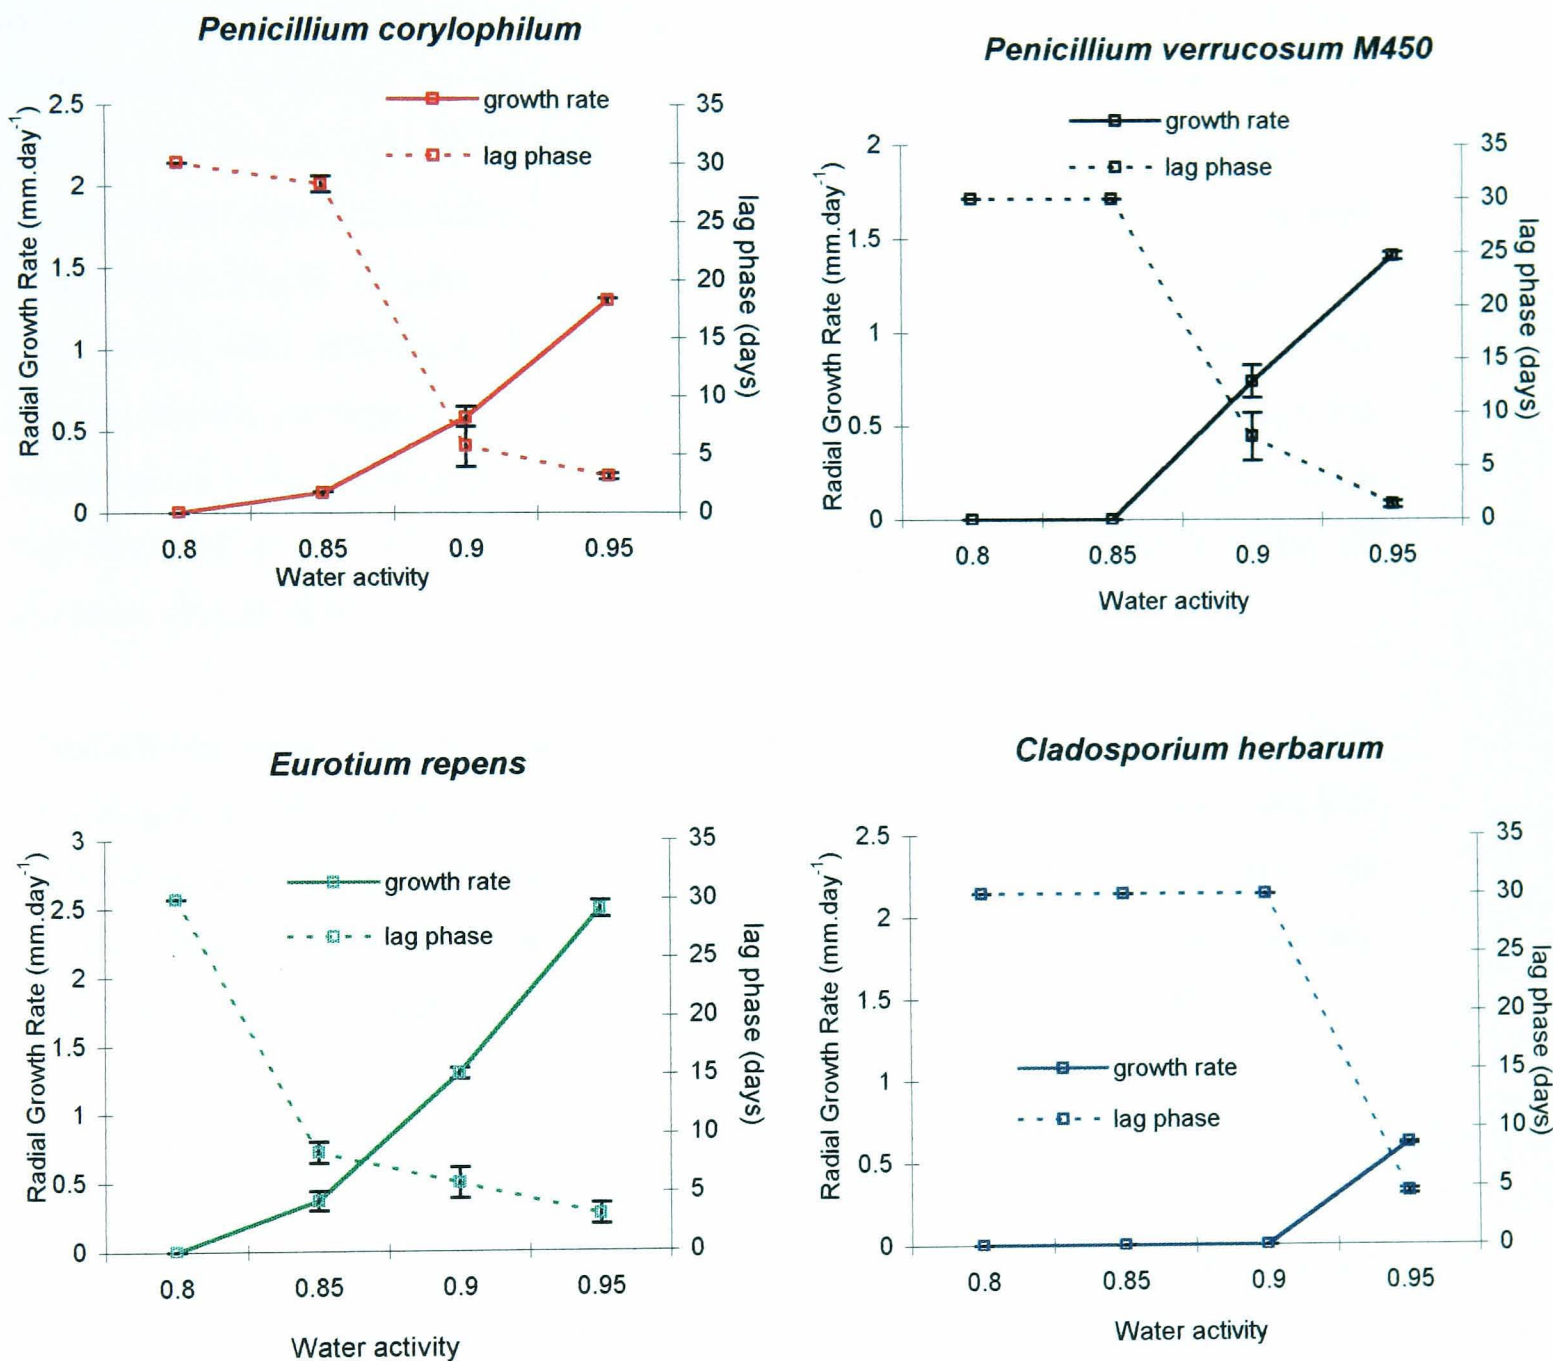 Penicillium corylophilum
growth rate
lag phase
2.5
2
1.5
1
0.5
0
35
30
25
20
15
10
5
0
Radial Growth Rate (mm.day-1)
lag phase (days)
0.8 0.85 0.9 0.95
Water activity
Penicillium verrucosum M450
growth rate
lag phase
2
1.5
1
0.5
0
35
30
25
20
15
10
5
0
Radial Growth Rate (mm.day-1)
lag phase (days)
0.8 0.85 0.9 0.95
Water activity
Eurotium repens
growth rate
lag phase
3
2.5
2
1.5
1
0.5
0
35
30
25
20
15
10
5
0
Radial Growth Rate (mm.day-1)
lag phase (days)
0.8 0.85 0.9 0.95
Water activity
Cladosporium herbarum
growth rate
lag phase
2.5
2
1.5
1
0.5
0
35
30
25
20
15
10
5
0
Radial Growth Rate (mm.day-1)
lag phase (days)
0.8 0.85 0.9 0.95
Water activity